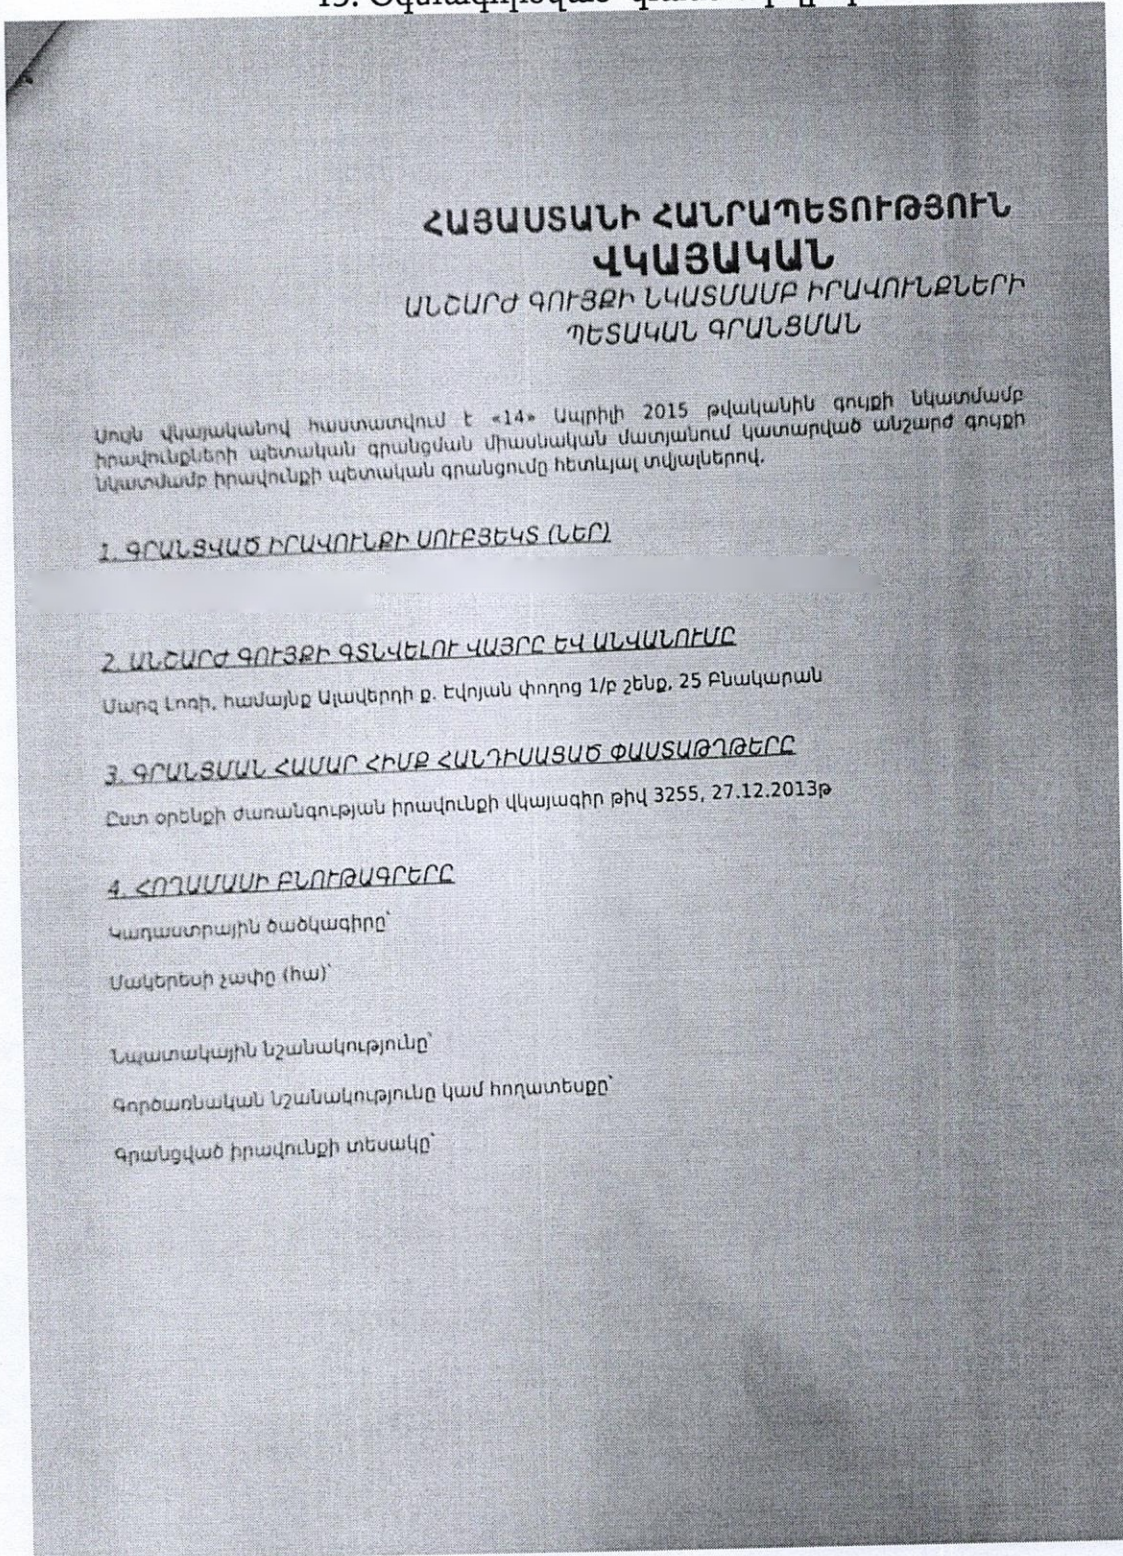 ՀԱՅԱՍՏԱՆԻ ՀԱՆՐԱՊԵՏՈՒԹՅՈՒՆ
ՎԿԱՅԱԿԱՆ
ԱՆՇԱՐԺ ԳՈՒՅՔԻ ՆԿԱՏՄԱՄԲ ԻՐԱՎՈՒՆՔՆԵՐԻ
ՊԵՏԱԿԱՆ ԳՐԱՆՑՄԱՆ
Սույն վկայականով հաստատվում է «14» Ապրիլի 2015 թվականին գույքի նկատմամբ
իրավունքների պետական գրանցման միասնական մատյանում կատարված անշարժ գույքի
նկատմամբ իրավունքի պետական գրանցումը հետևյալ տվյալներով.
1. ԳՐԱՆՑՎԱԾ ԻՐԱՎՈՒՆՔԻ ՍՈՒԲՅԵԿՏ (ՆԵՐ)
2. ԱՆՇԱՐԺ ԳՈՒՅՔԻ ԳՏՆՎԵԼՈՒ ՎԱՅՐԸ ԵՎ ԱՆՎԱՆՈՒՄԸ
Մարզ Լոռի, համայնք Ալավերդի ք. Էվոյան փողոց 1/բ շենք, 25 Բնակարան
3. ԳՐԱՆՑՄԱՆ ՀԱՄԱՐ ՀԻՄՔ ՀԱՆԴԻՍԱՑԱԾ ՓԱՍՏԱԹՂԹԵՐԸ
Ըստ օրենքի ժառանգության իրավունքի վկայագիր թիվ 3255, 27.12.2013թ
4. ՀՈՂԱՄԱՍԻ ԲՆՈՒԹԱԳՐԵՐԸ
Կադաստրային ծածկագիրը՝
Մակերեսի չափը (հա)՝
Նպատակային նշանակությունը՝
Գործառնական նշանակությունը կամ հողատեսքը՝
Գրանցված իրավունքի տեսակը՝